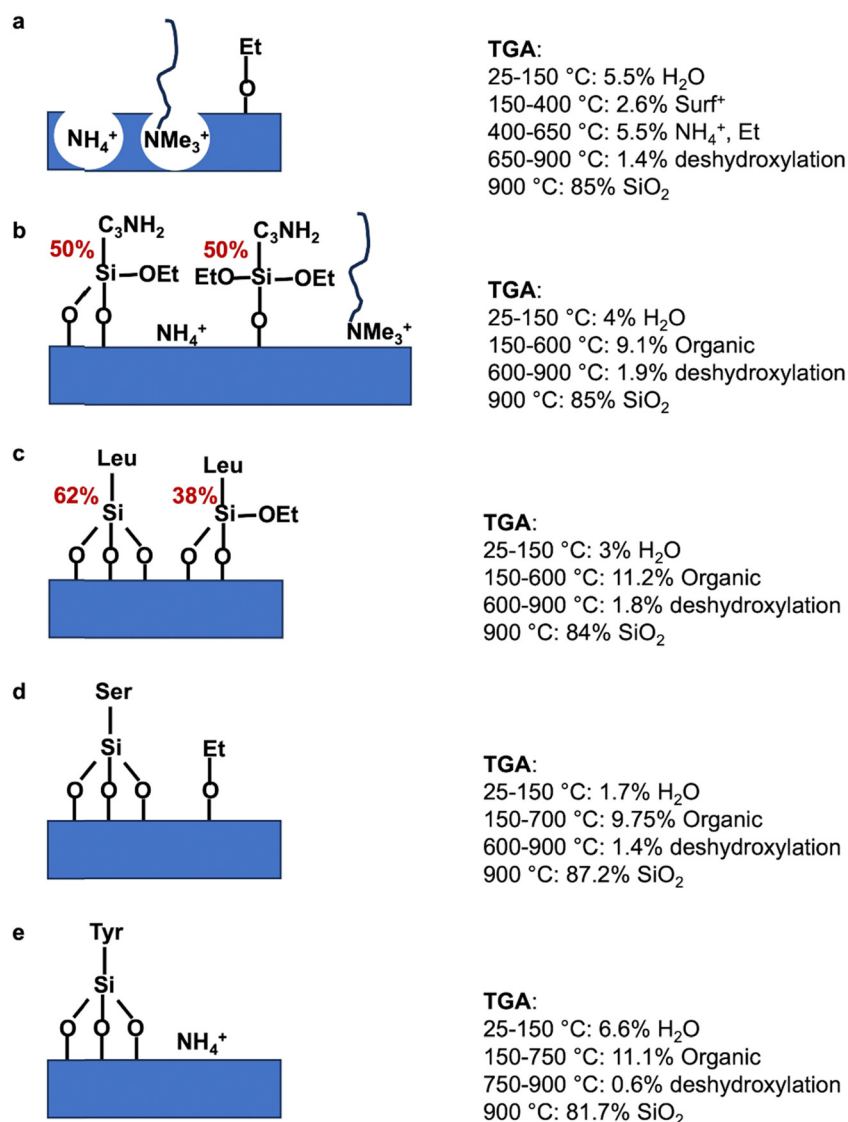 a
Et
O
NH₄⁺
NMe₃⁺
TGA:
25-150 °C: 5.5% H₂O
150-400 °C: 2.6% Surf⁺
400-650 °C: 5.5% NH₄⁺, Et
650-900 °C: 1.4% deshydroxylation
900 °C: 85% SiO₂
b
C₃NH₂
C₃NH₂
50%
50%
Si—OEt
EtO—Si—OEt
O O
O
NH₄⁺
NMe₃⁺
TGA:
25-150 °C: 4% H₂O
150-600 °C: 9.1% Organic
600-900 °C: 1.9% deshydroxylation
900 °C: 85% SiO₂
c
Leu
Leu
62%
38%
Si
Si—OEt
O O O
O O
TGA:
25-150 °C: 3% H₂O
150-600 °C: 11.2% Organic
600-900 °C: 1.8% deshydroxylation
900 °C: 84% SiO₂
d
Ser
Si
Et
O O O
O
TGA:
25-150 °C: 1.7% H₂O
150-700 °C: 9.75% Organic
600-900 °C: 1.4% deshydroxylation
900 °C: 87.2% SiO₂
e
Tyr
Si
O O O
NH₄⁺
TGA:
25-150 °C: 6.6% H₂O
150-750 °C: 11.1% Organic
750-900 °C: 0.6% deshydroxylation
900 °C: 81.7% SiO₂